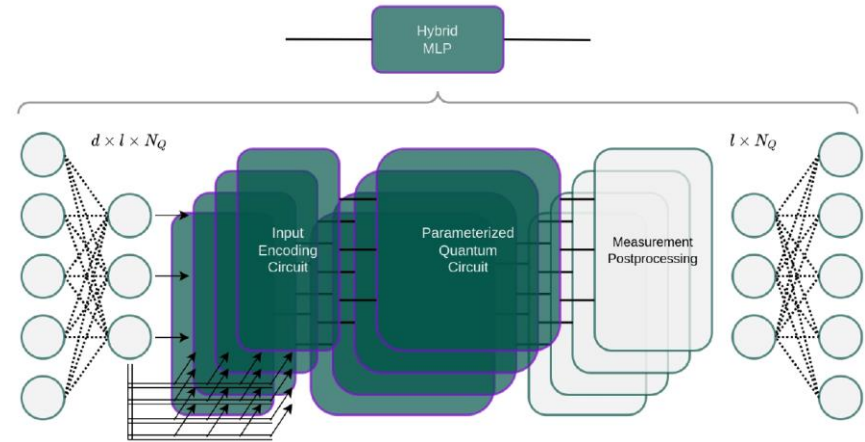 Hybrid
MLP
d × l × N_Q
l × N_Q
Input
Encoding
Circuit
Parameterized
Quantum
Circuit
Measurement
Postprocessing